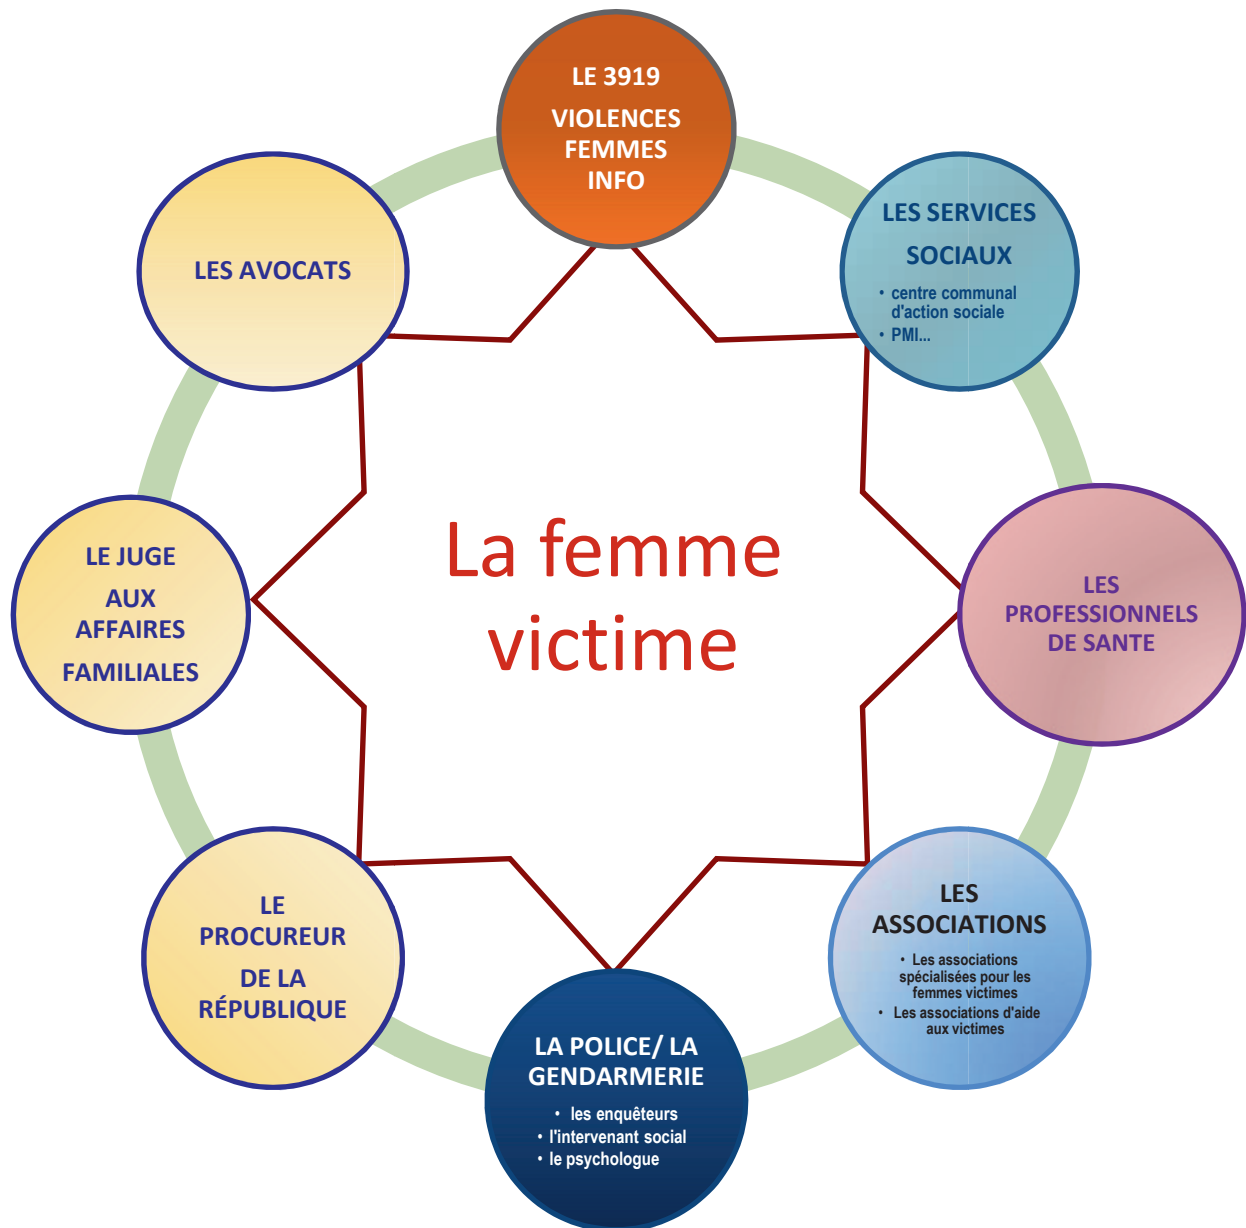 LE 3919
VIOLENCES
FEMMES
INFO
LES SERVICES
SOCIAUX
• centre communal
d'action sociale
• PMI...
LES
PROFESSIONNELS
DE SANTE
LES
ASSOCIATIONS
• Les associations
spécialisées pour les
femmes victimes
• Les associations d'aide
aux victimes
LA POLICE/ LA
GENDARMERIE
• les enquêteurs
• l'intervenant social
• le psychologue
LE
PROCUREUR
DE LA
RÉPUBLIQUE
LE JUGE
AUX
AFFAIRES
FAMILIALES
LES AVOCATS
La femme
victime